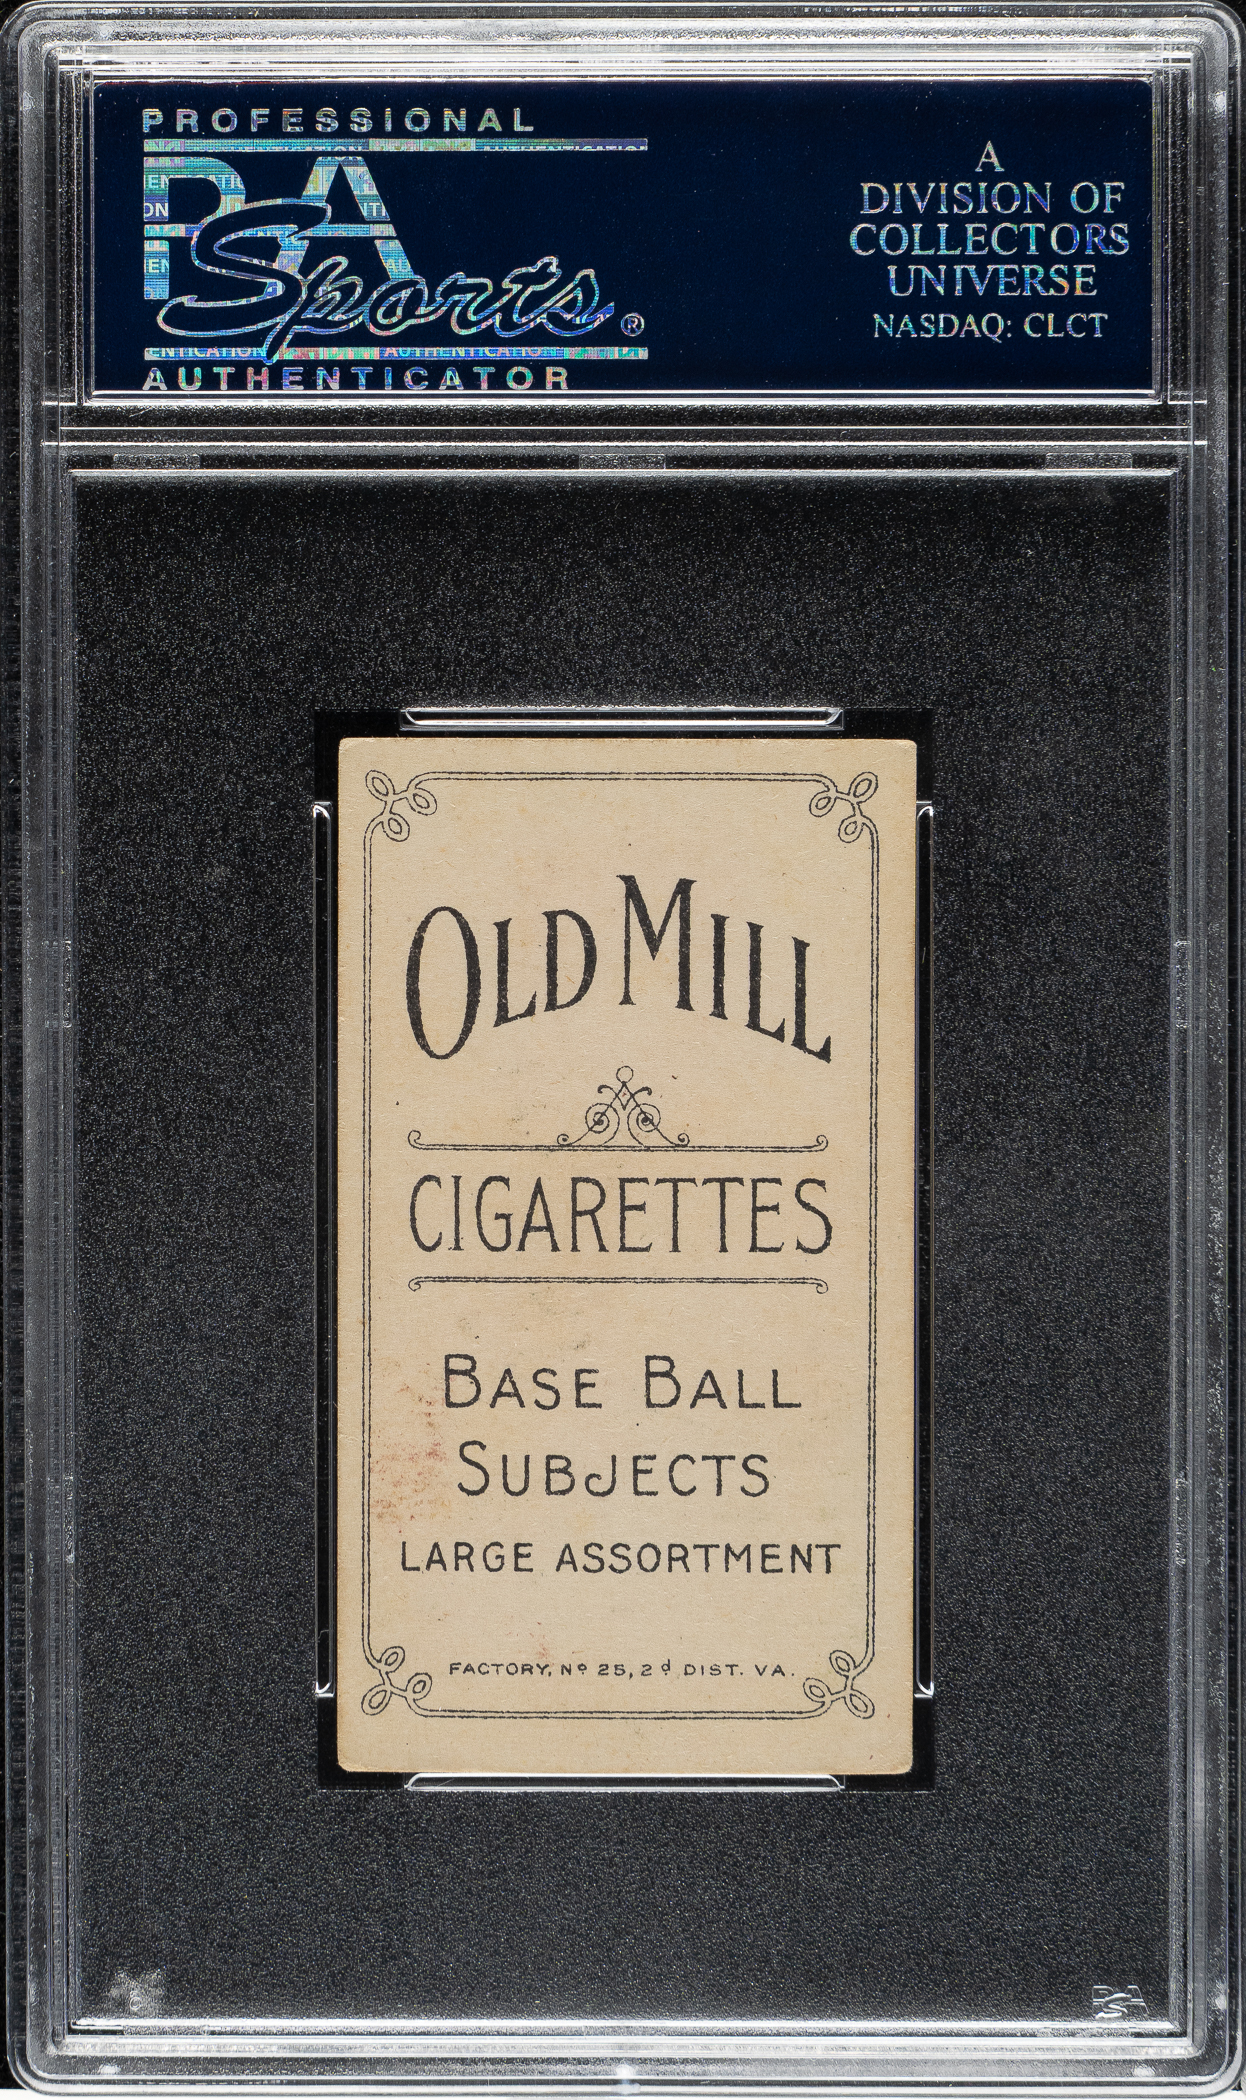 PROFESSIONAL
PSA
Sports®
AUTHENTICATOR
A
DIVISION OF
COLLECTORS
UNIVERSE
NASDAQ: CLCT
OLD MILL
CIGARETTES
BASE BALL
SUBJECTS
LARGE ASSORTMENT
FACTORY, Nº 25, 2d DIST. VA.
PSA